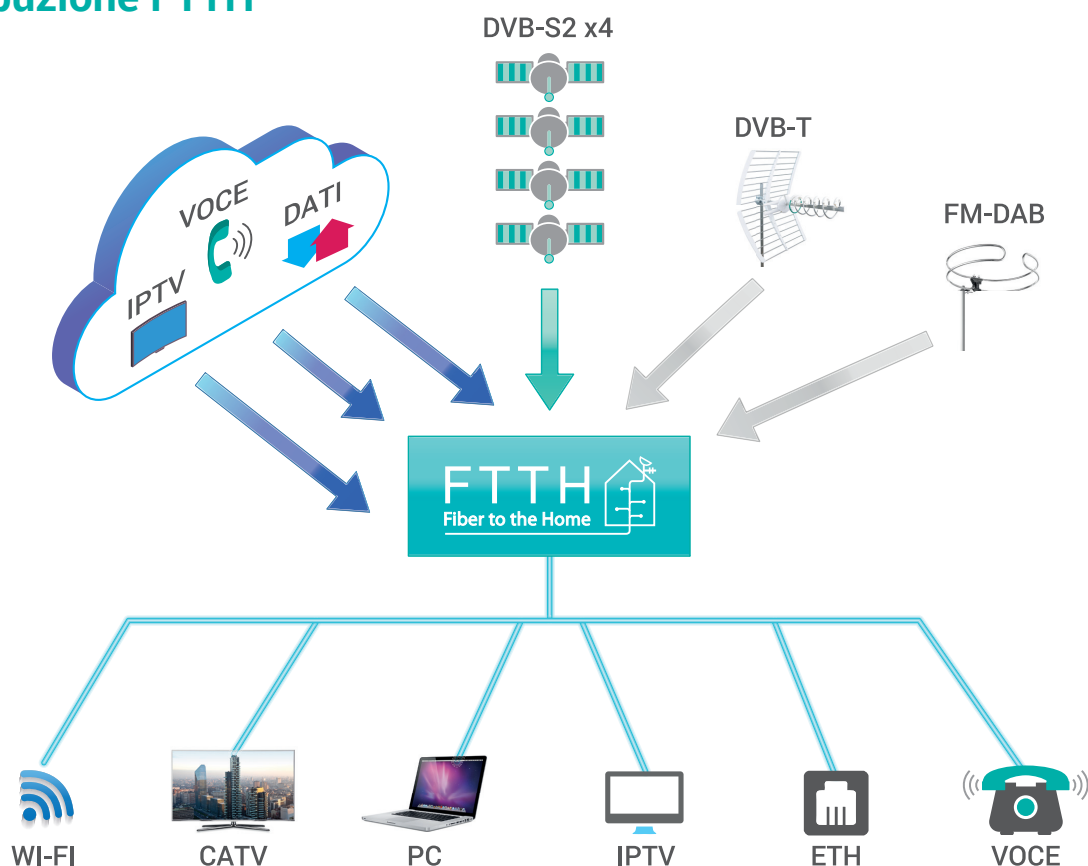 FTTH
DVB-S2 x4
DVB-T
FM-DAB
VOCE
DATI
IPTV
FTTH
Fiber to the Home
WI-FI
CATV
PC
IPTV
ETH
VOCE